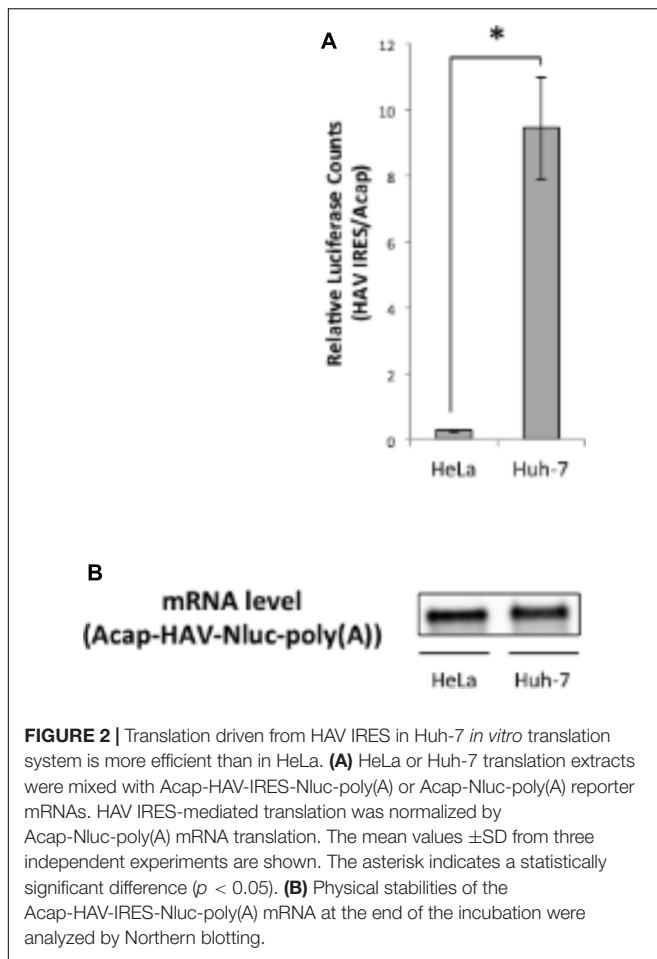 A
*
Relative Luciferase Counts
(HAV IRES/Acap)
12
10
8
6
4
2
0
HeLa
Huh-7
B
mRNA level
(Acap-HAV-Nluc-poly(A))
HeLa
Huh-7
FIGURE 2 | Translation driven from HAV IRES in Huh-7 in vitro translation
system is more efficient than in HeLa. (A) HeLa or Huh-7 translation extracts
were mixed with Acap-HAV-IRES-Nluc-poly(A) or Acap-Nluc-poly(A) reporter
mRNAs. HAV IRES-mediated translation was normalized by
Acap-Nluc-poly(A) mRNA translation. The mean values ±SD from three
independent experiments are shown. The asterisk indicates a statistically
significant difference (p < 0.05). (B) Physical stabilities of the
Acap-HAV-IRES-Nluc-poly(A) mRNA at the end of the incubation were
analyzed by Northern blotting.